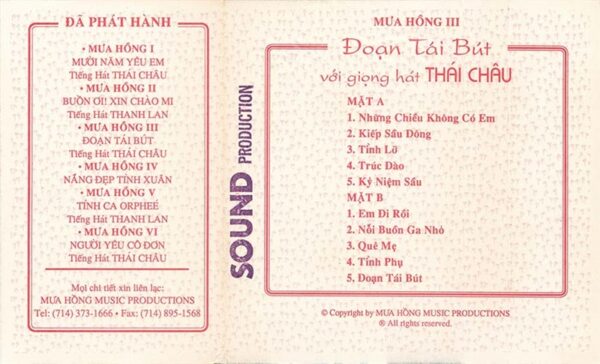 ĐÃ PHÁT HÀNH
• MƯA HỒNG I
MƯỜI NĂM YÊU EM
Tiếng Hát THÁI CHÂU
• MƯA HỒNG II
BUỒN ƠI! XIN CHÀO MI
Tiếng Hát THANH LAN
• MƯA HỒNG III
ĐOẠN TÁI BÚT
Tiếng Hát THÁI CHÂU
• MƯA HỒNG IV
NẮNG ĐẸP TÌNH XUÂN
• MƯA HỒNG V
TÌNH CA ORPHEÉ
Tiếng Hát THANH LAN
• MƯA HỒNG VI
NGƯỜI YÊU CÔ ĐƠN
Tiếng Hát THÁI CHÂU
Mọi chi tiết xin liên lạc:
MƯA HỒNG MUSIC PRODUCTIONS
Tel: (714) 373-1666 • Fax: (714) 895-1568
SOUND PRODUCTION
MƯA HỒNG III
Đoạn Tái Bút
với giọng hát THÁI CHÂU
MẶT A
1. Những Chiều Không Có Em
2. Kiếp Sầu Đông
3. Tình Lỡ
4. Trúc Đào
5. Kỷ Niệm Sầu
MẶT B
1. Em Đi Rồi
2. Nỗi Buồn Ga Nhỏ
3. Quê Mẹ
4. Tình Phụ
5. Đoạn Tái Bút
© Copyright by MƯA HỒNG MUSIC PRODUCTIONS
® All rights reserved.